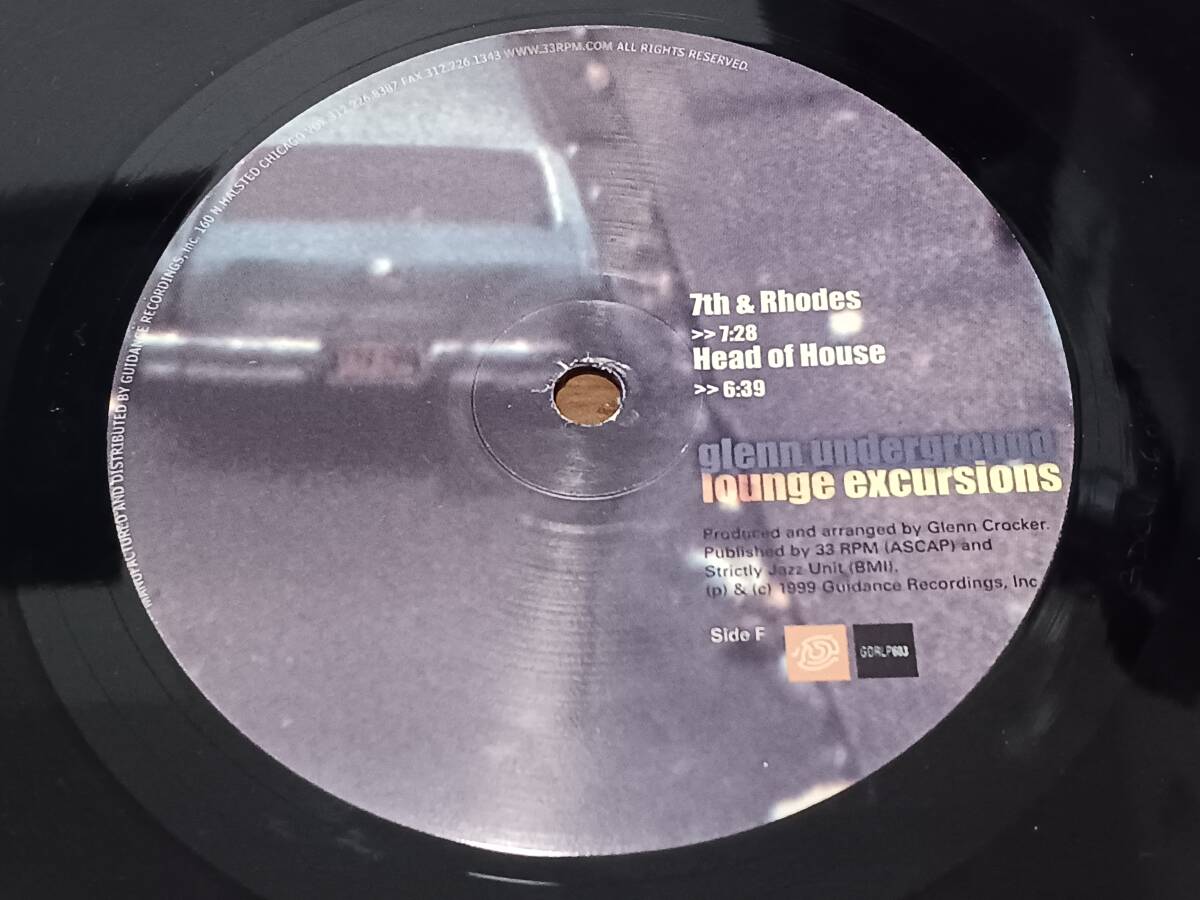 MANUFACTURED AND DISTRIBUTED BY GUIDANCE RECORDINGS, Inc. 160 N HALSTED CHICAGO 312.226.8387 FAX 312.226.1343 WWW.33RPM.COM ALL RIGHTS RESERVED.
7th & Rhodes
>> 7:28
Head of House
>> 6:39
glenn underground
lounge excursions
Produced and arranged by Glenn Crocker.
Published by 33 RPM (ASCAP) and
Strictly Jazz Unit (BMI).
(p) & (c) 1999 Guidance Recordings, Inc
Side F
GDRLP603